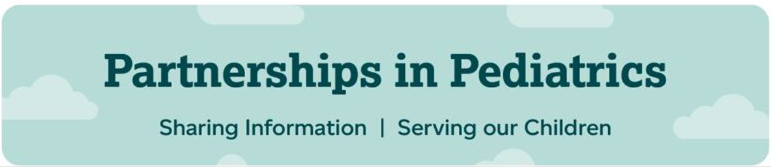 Partnerships in Pediatrics
Sharing Information | Serving our Children